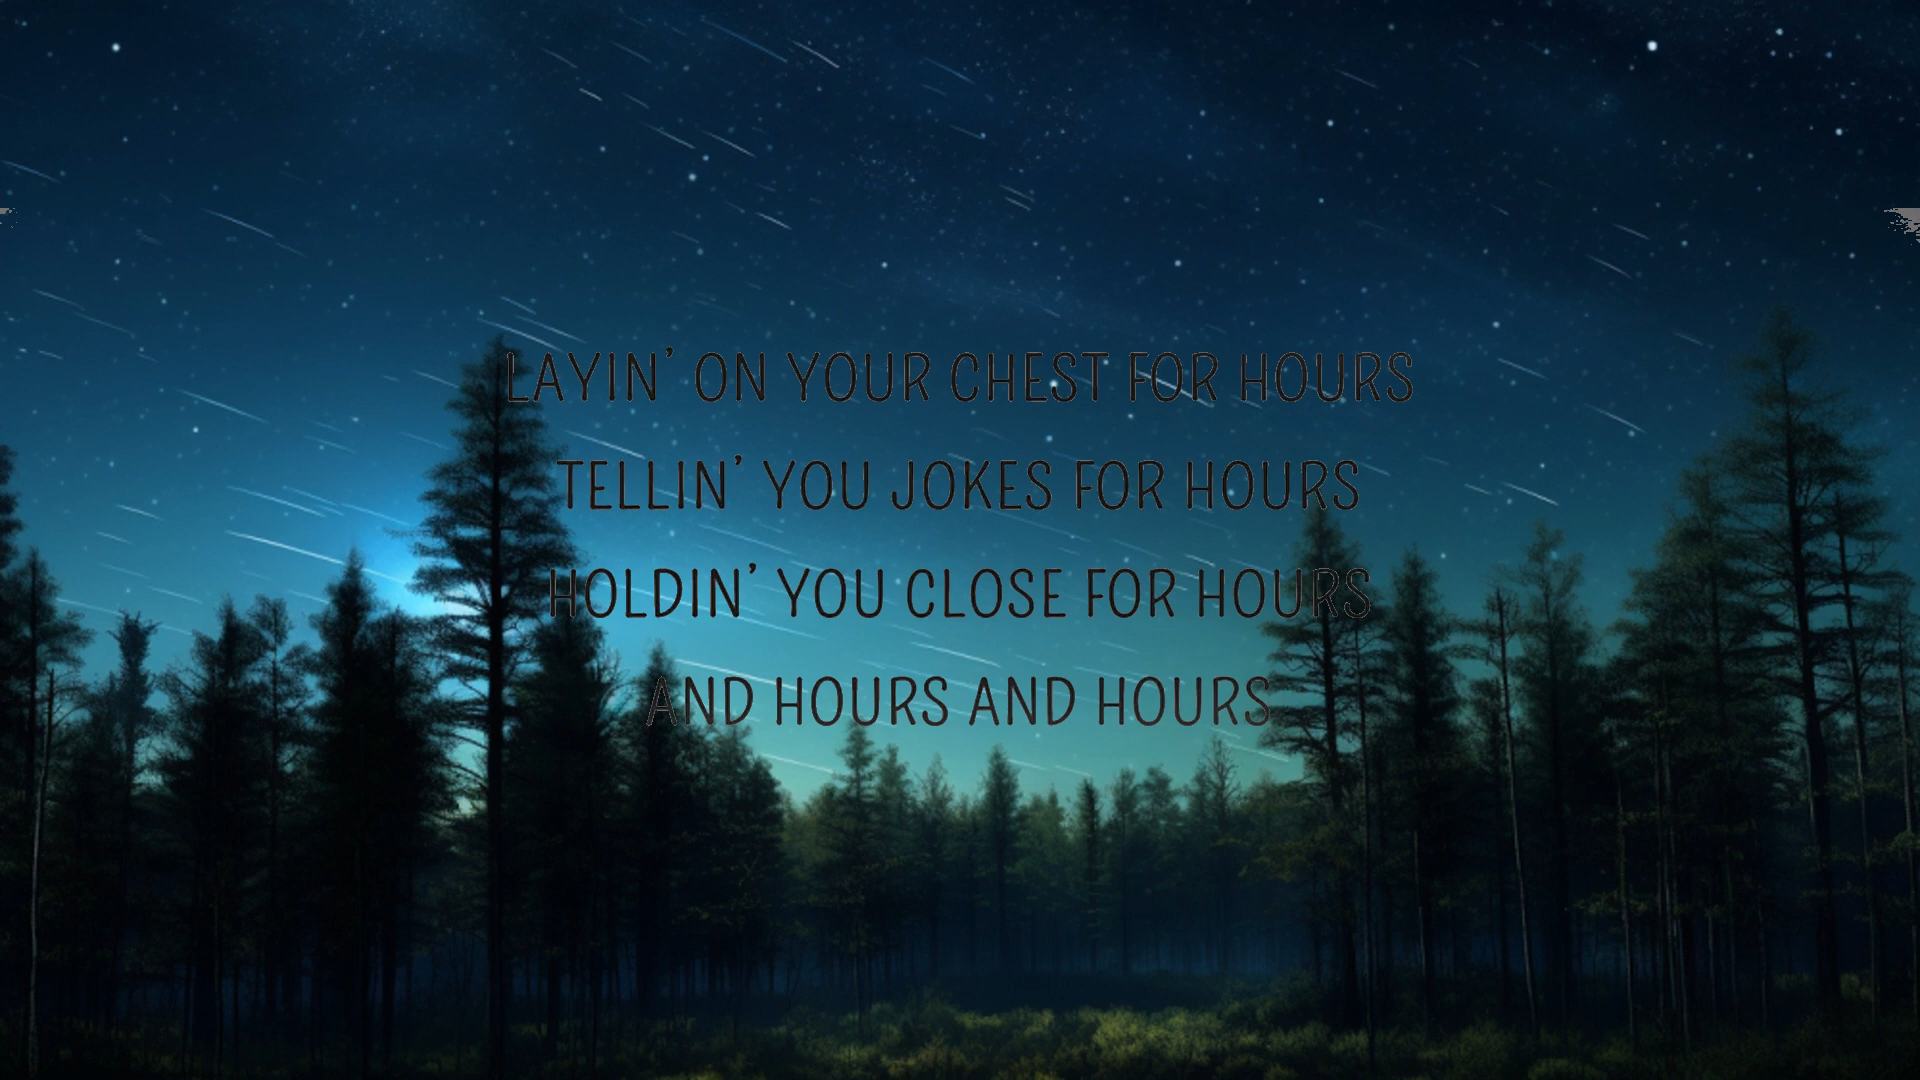 LAYIN’ ON YOUR CHEST FOR HOURS
TELLIN’ YOU JOKES FOR HOURS
HOLDIN’ YOU CLOSE FOR HOURS
AND HOURS AND HOURS